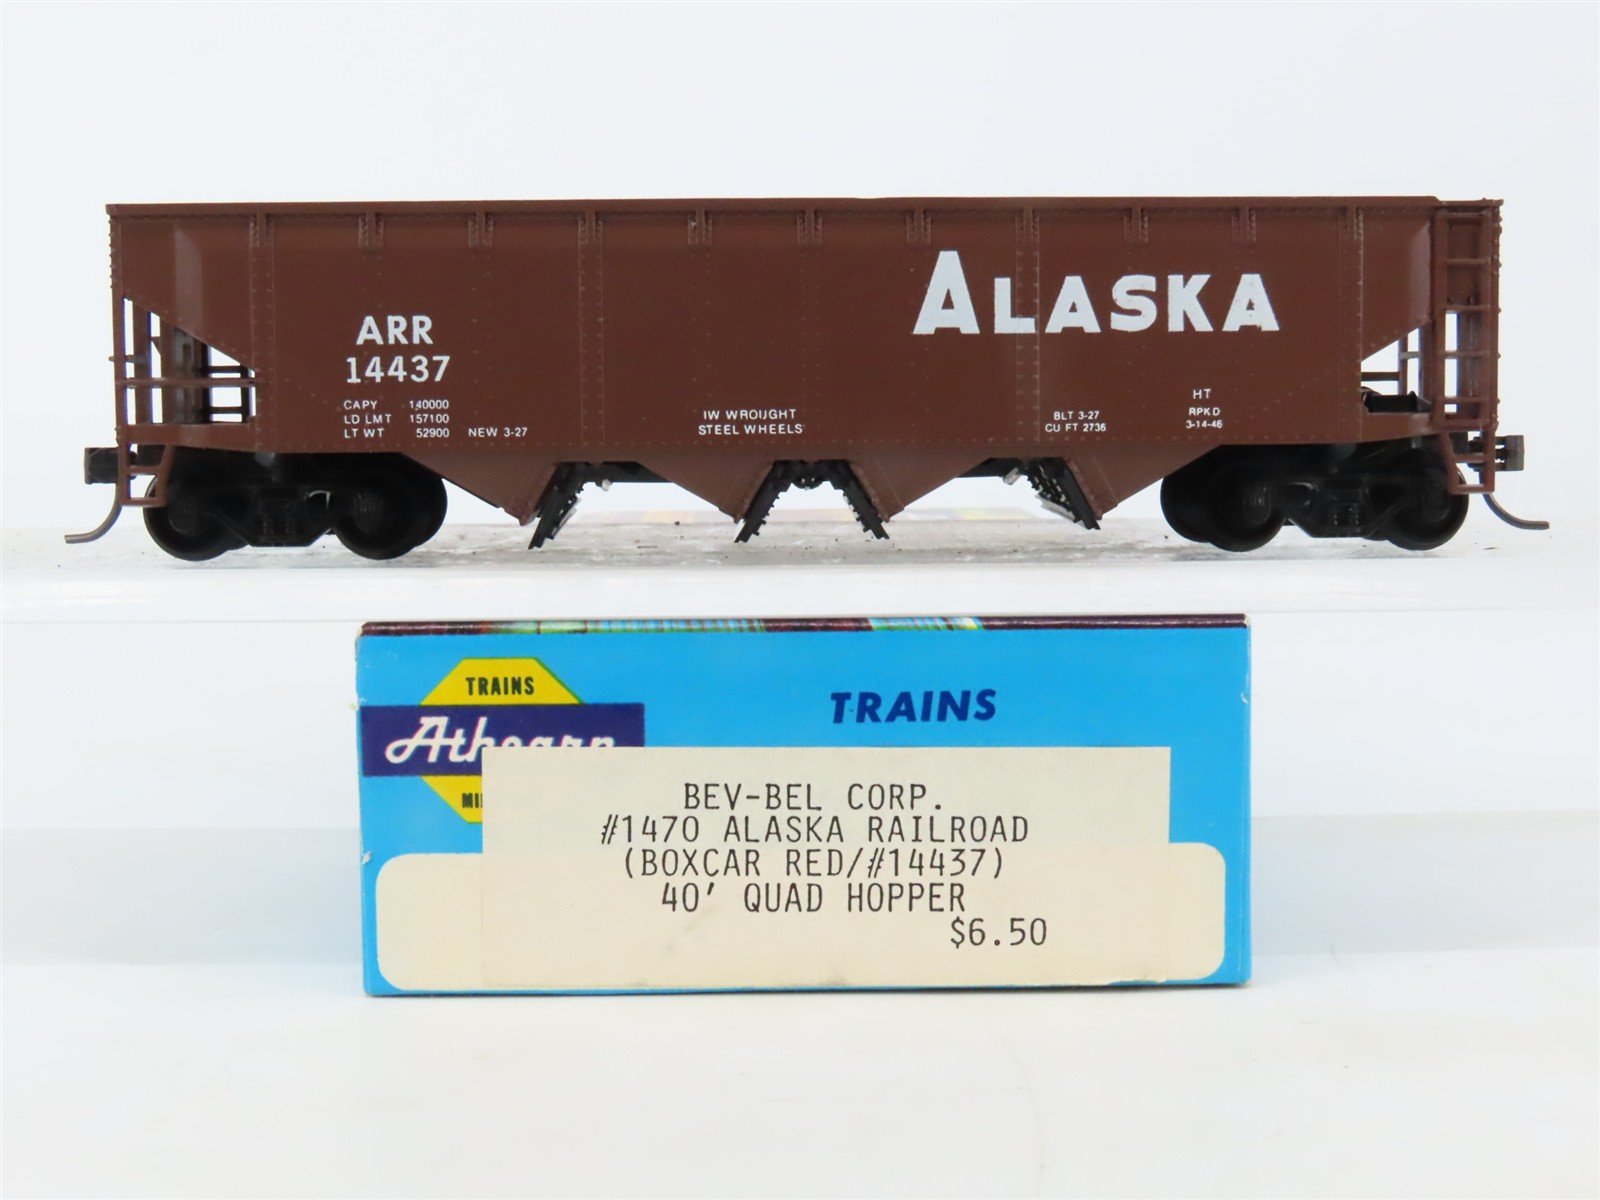 ALASKA
ARR
14437
CAPY 140000
LD LMT 157100
LT WT 52900 NEW 3-27
IW WROUGHT
STEEL WHEELS
BLT 3-27
CU FT 2736
HT
RPKD
3-14-46
TRAINS
Athearn
TRAINS
BEV-BEL CORP.
#1470 ALASKA RAILROAD
(BOXCAR RED/#14437)
40' QUAD HOPPER
$6.50